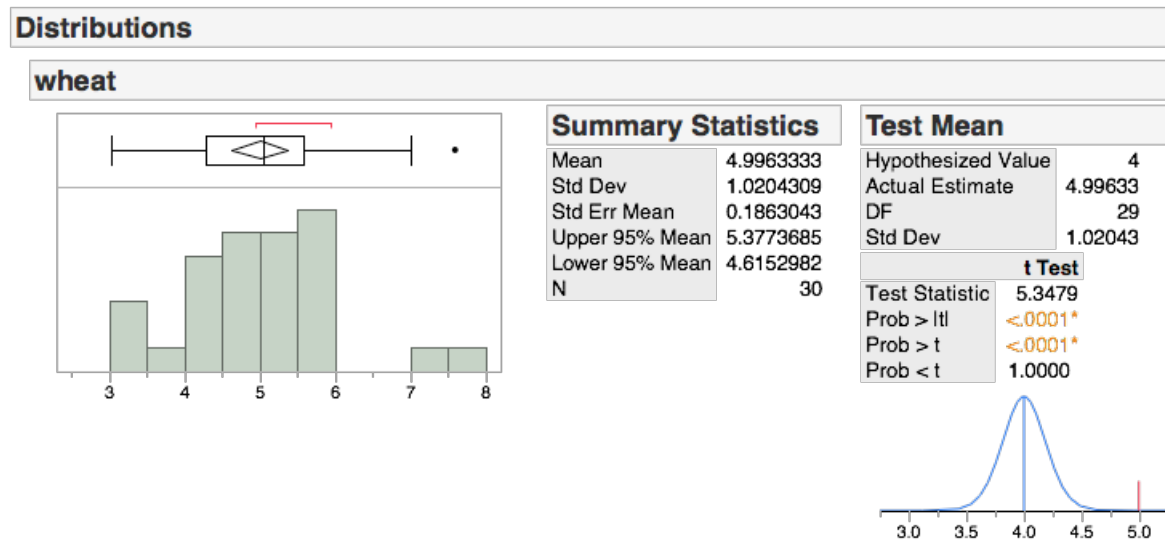 Distributions
wheat
3 4 5 6 7 8
Summary Statistics
Mean 4.9963333
Std Dev 1.0204309
Std Err Mean 0.1863043
Upper 95% Mean 5.3773685
Lower 95% Mean 4.6152982
N 30
Test Mean
Hypothesized Value 4
Actual Estimate 4.99633
DF 29
Std Dev 1.02043
t Test
Test Statistic 5.3479
Prob > |t| <.0001*
Prob > t <.0001*
Prob < t 1.0000
3.0 3.5 4.0 4.5 5.0